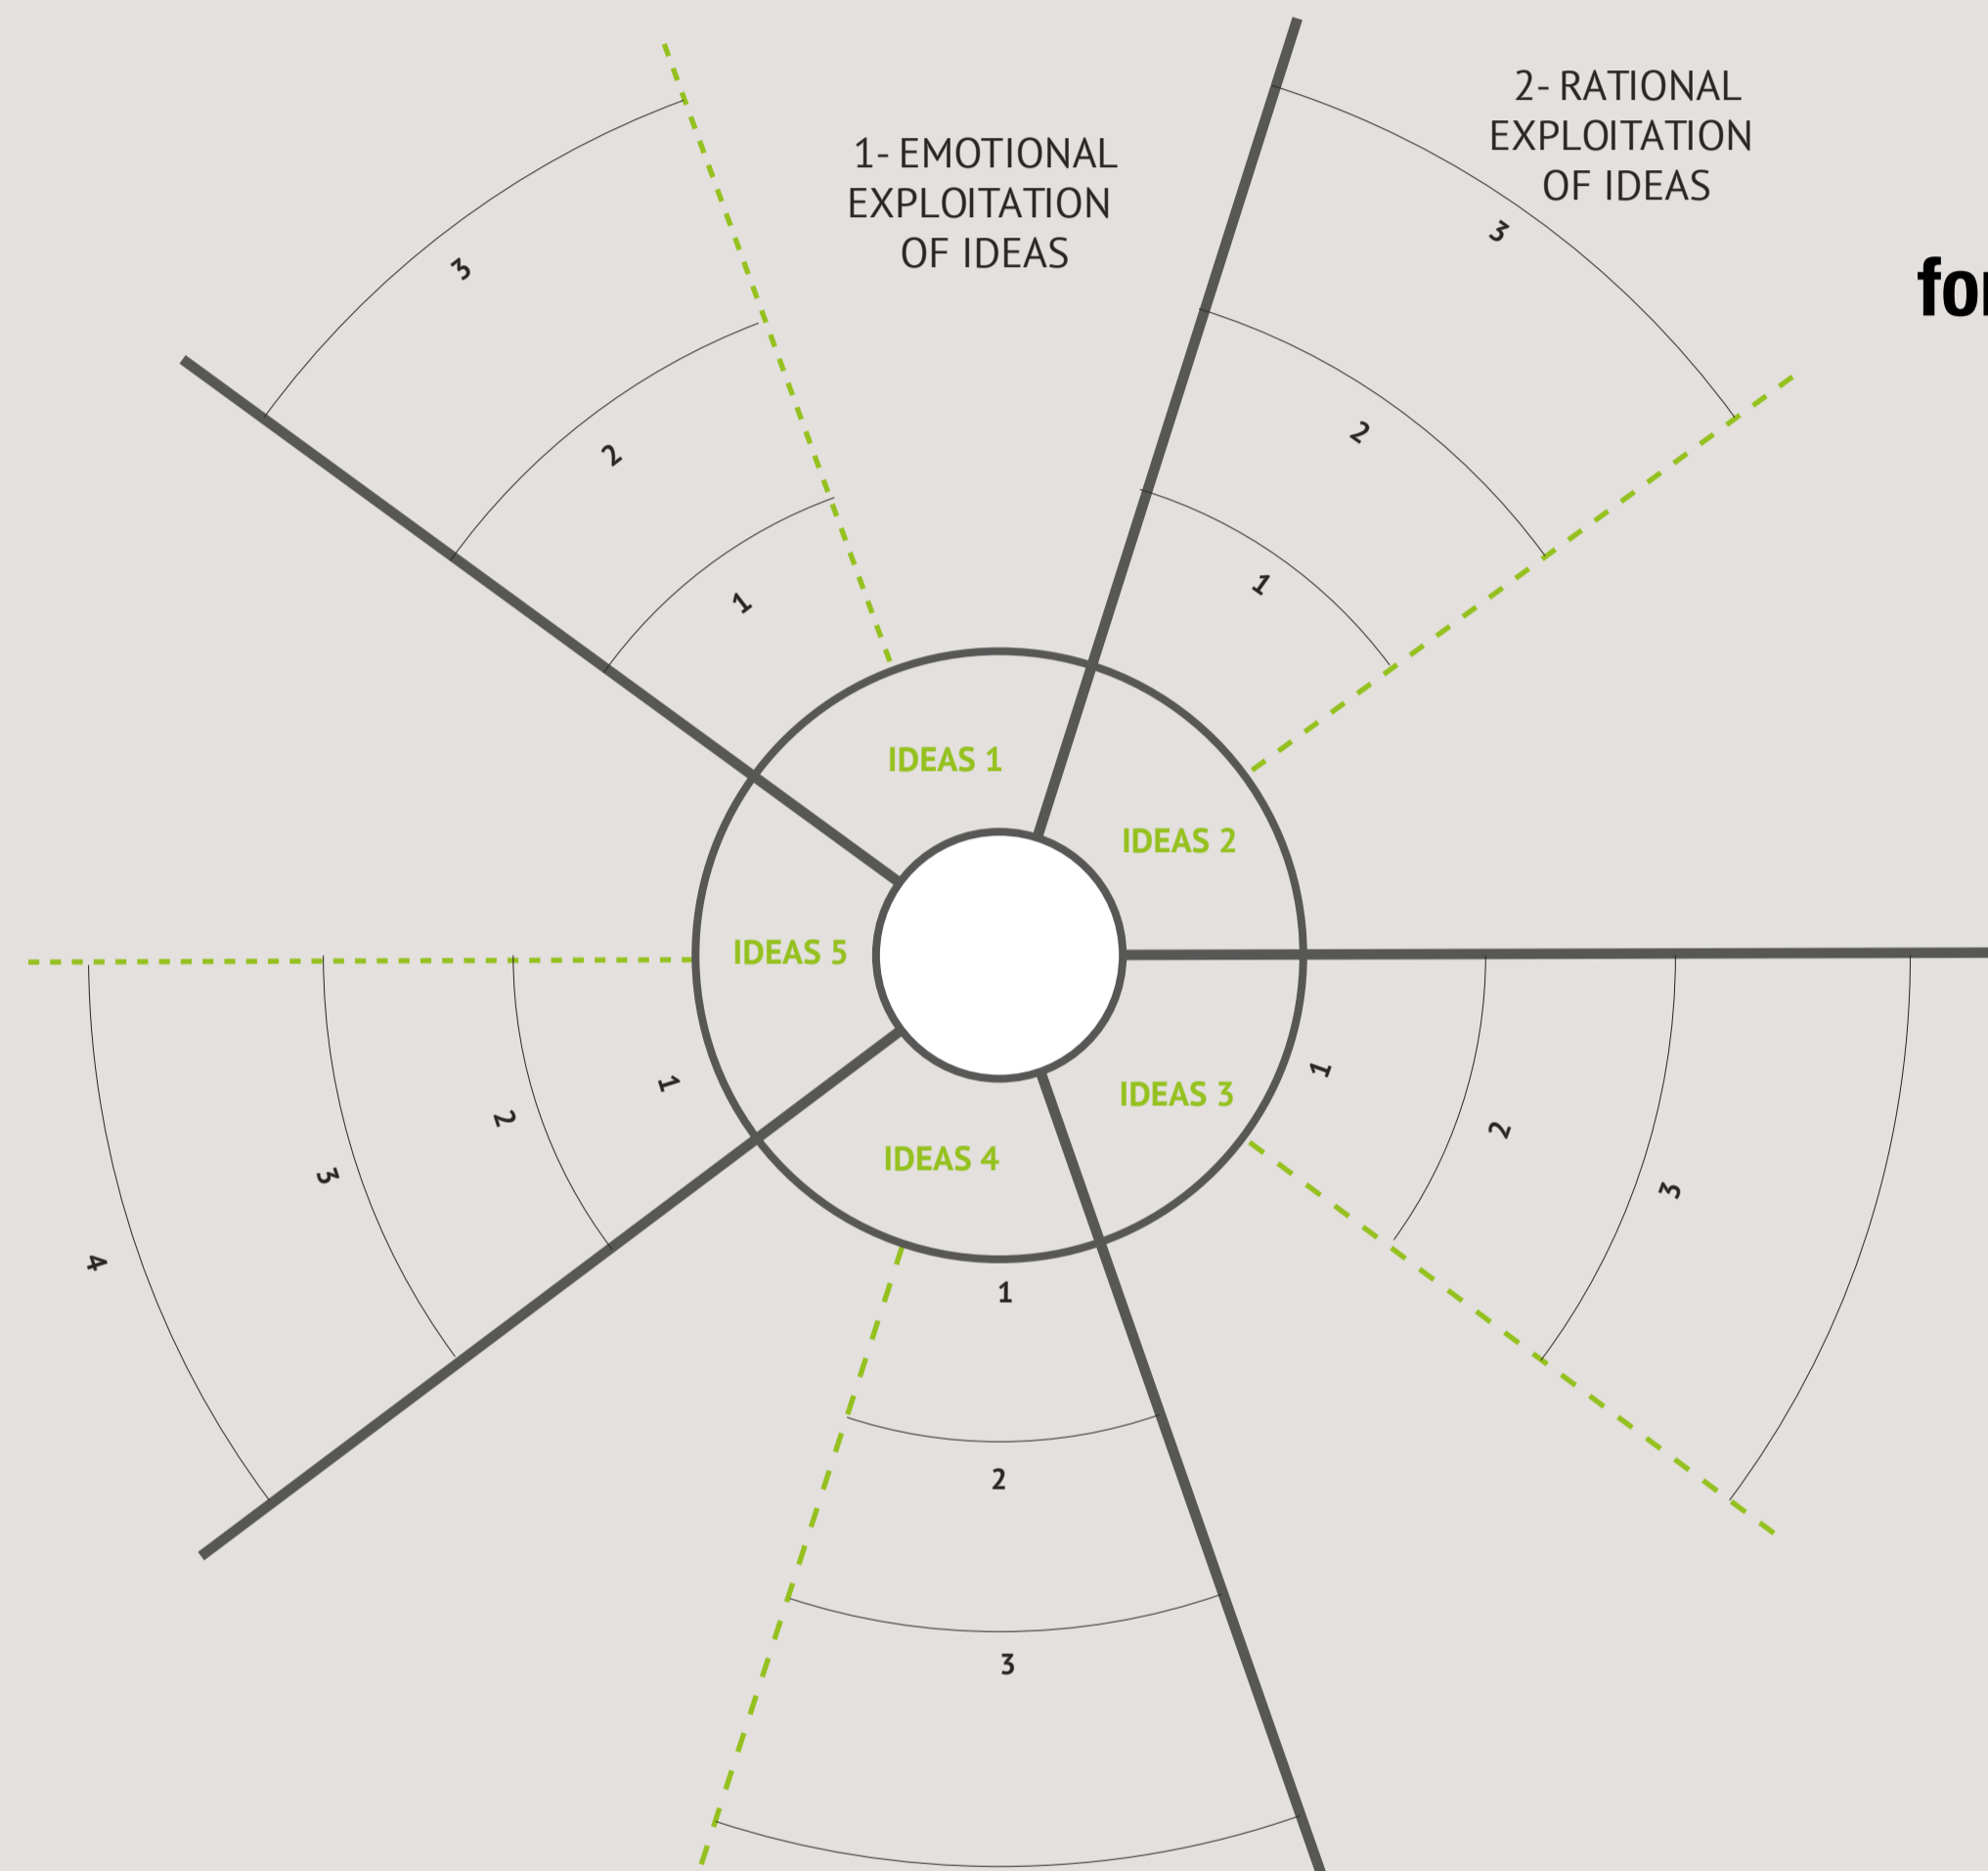 1- EMOTIONAL
EXPLOITATION
OF IDEAS
2- RATIONAL
EXPLOITATION
OF IDEAS
3
2
1
3
2
1
IDEAS 1
IDEAS 2
IDEAS 3
IDEAS 4
IDEAS 5
1
2
3
1
2
3
1
2
3
4